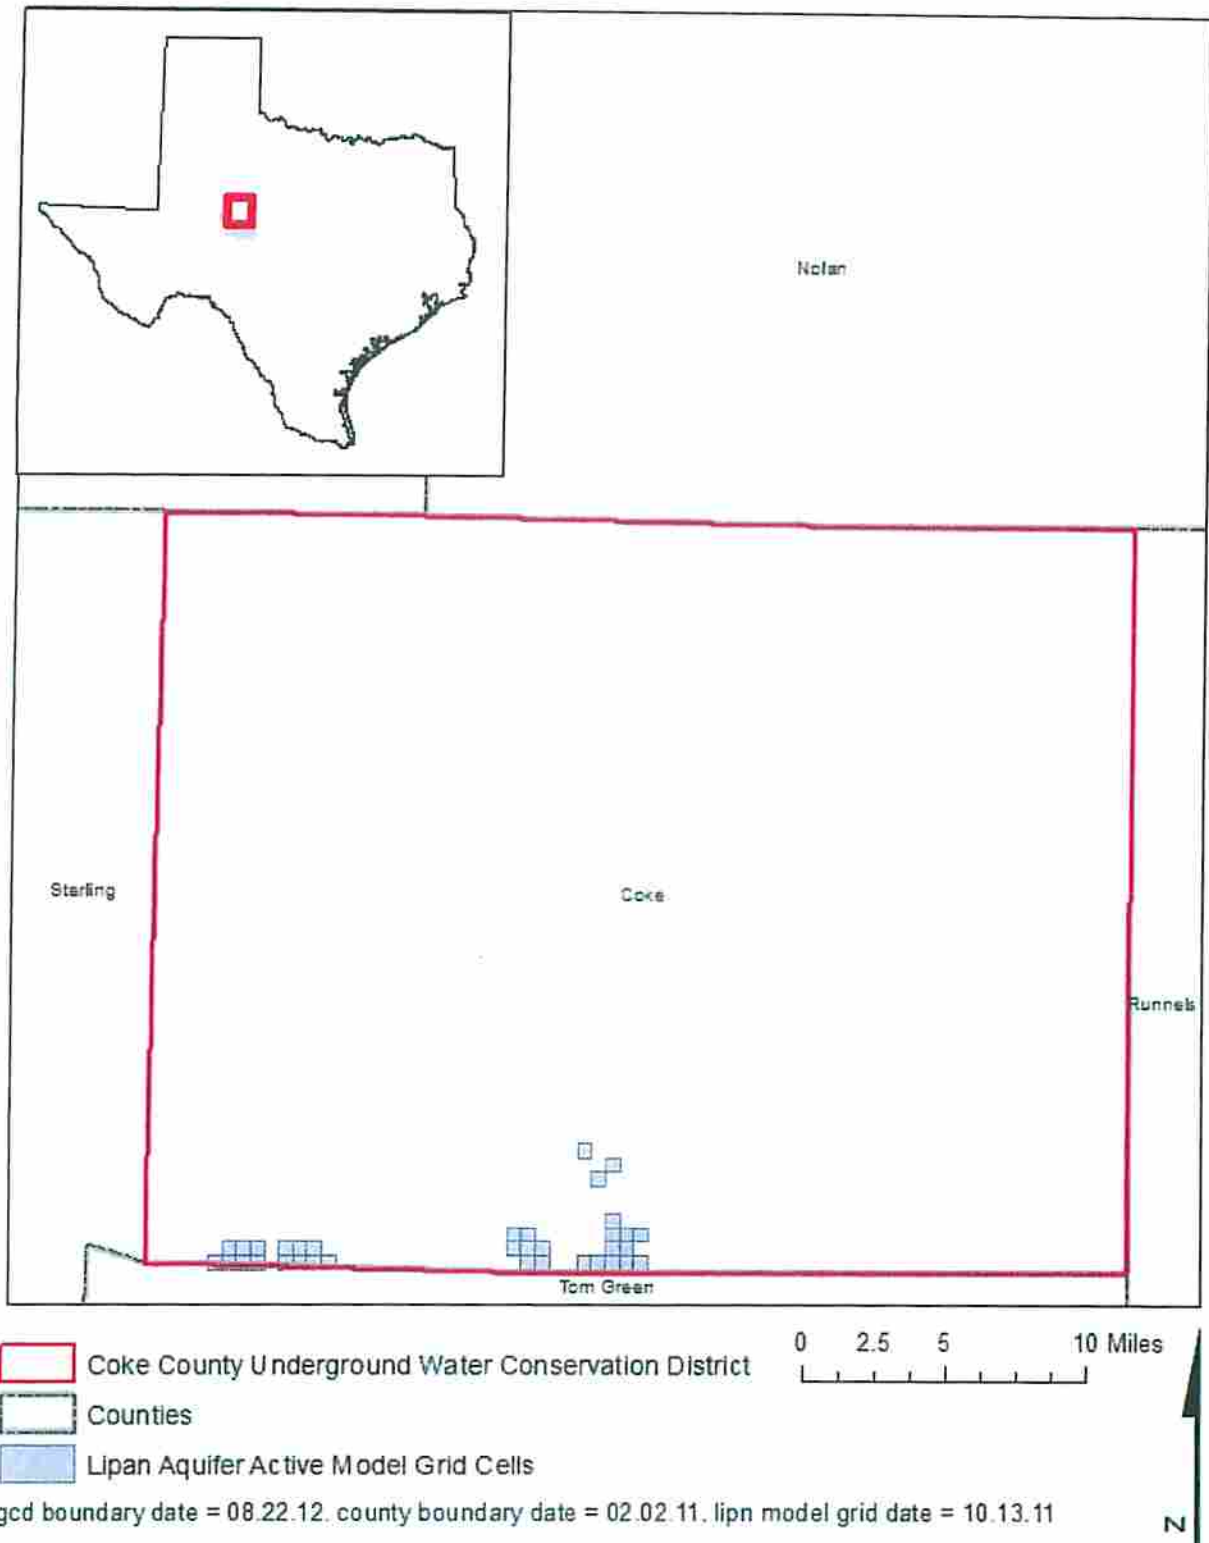 Nolan
Sterling
Coke
Runnels
Tom Green
0 2.5 5 10 Miles
Coke County Underground Water Conservation District
Counties
Lipan Aquifer Active Model Grid Cells
gcd boundary date = 08.22.12. county boundary date = 02.02.11. lipn model grid date = 10.13.11
N